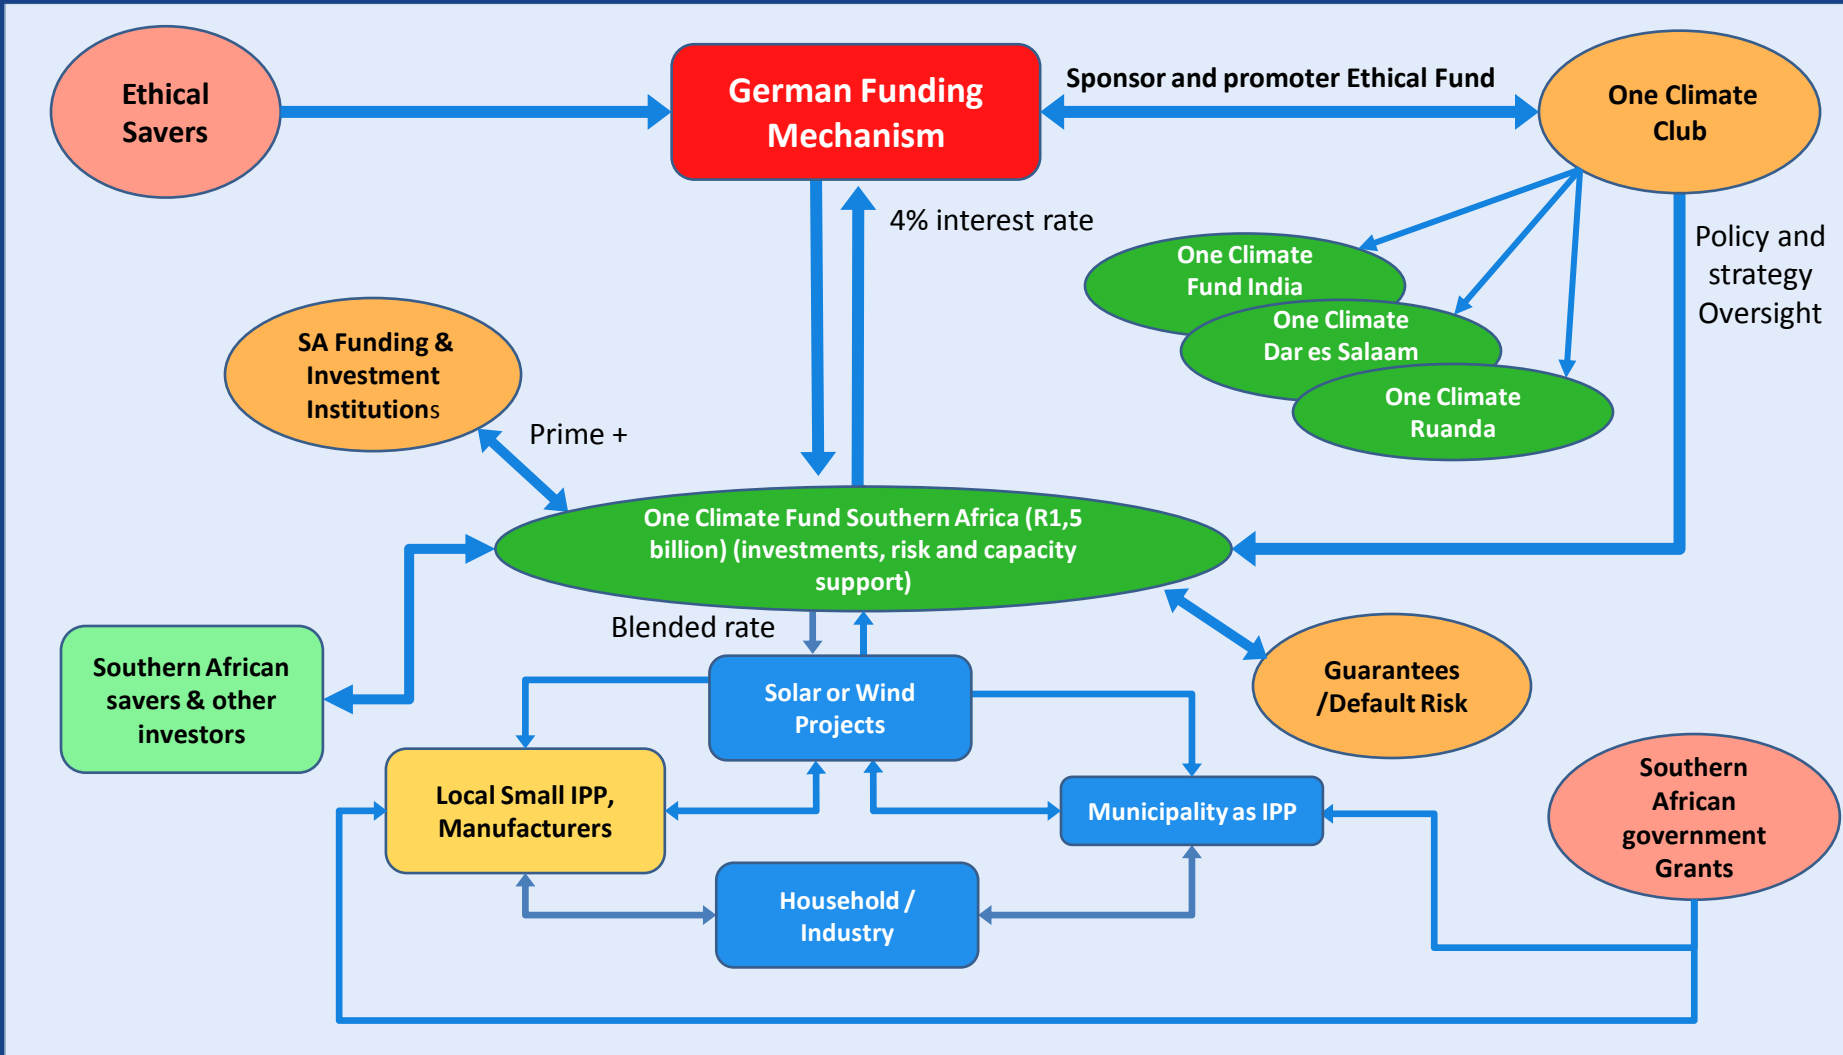 Ethical
Savers
German Funding
Mechanism
Sponsor and promoter Ethical Fund
One Climate
Club
4% interest rate
Policy and
strategy
Oversight
One Climate
Fund India
One Climate
Dar es Salaam
One Climate
Ruanda
SA Funding &
Investment
Institutions
Prime +
One Climate Fund Southern Africa (R1,5
billion) (investments, risk and capacity
support)
Blended rate
Southern African
savers & other
investors
Solar or Wind
Projects
Guarantees
/Default Risk
Local Small IPP,
Manufacturers
Municipality as IPP
Southern
African
government
Grants
Household /
Industry